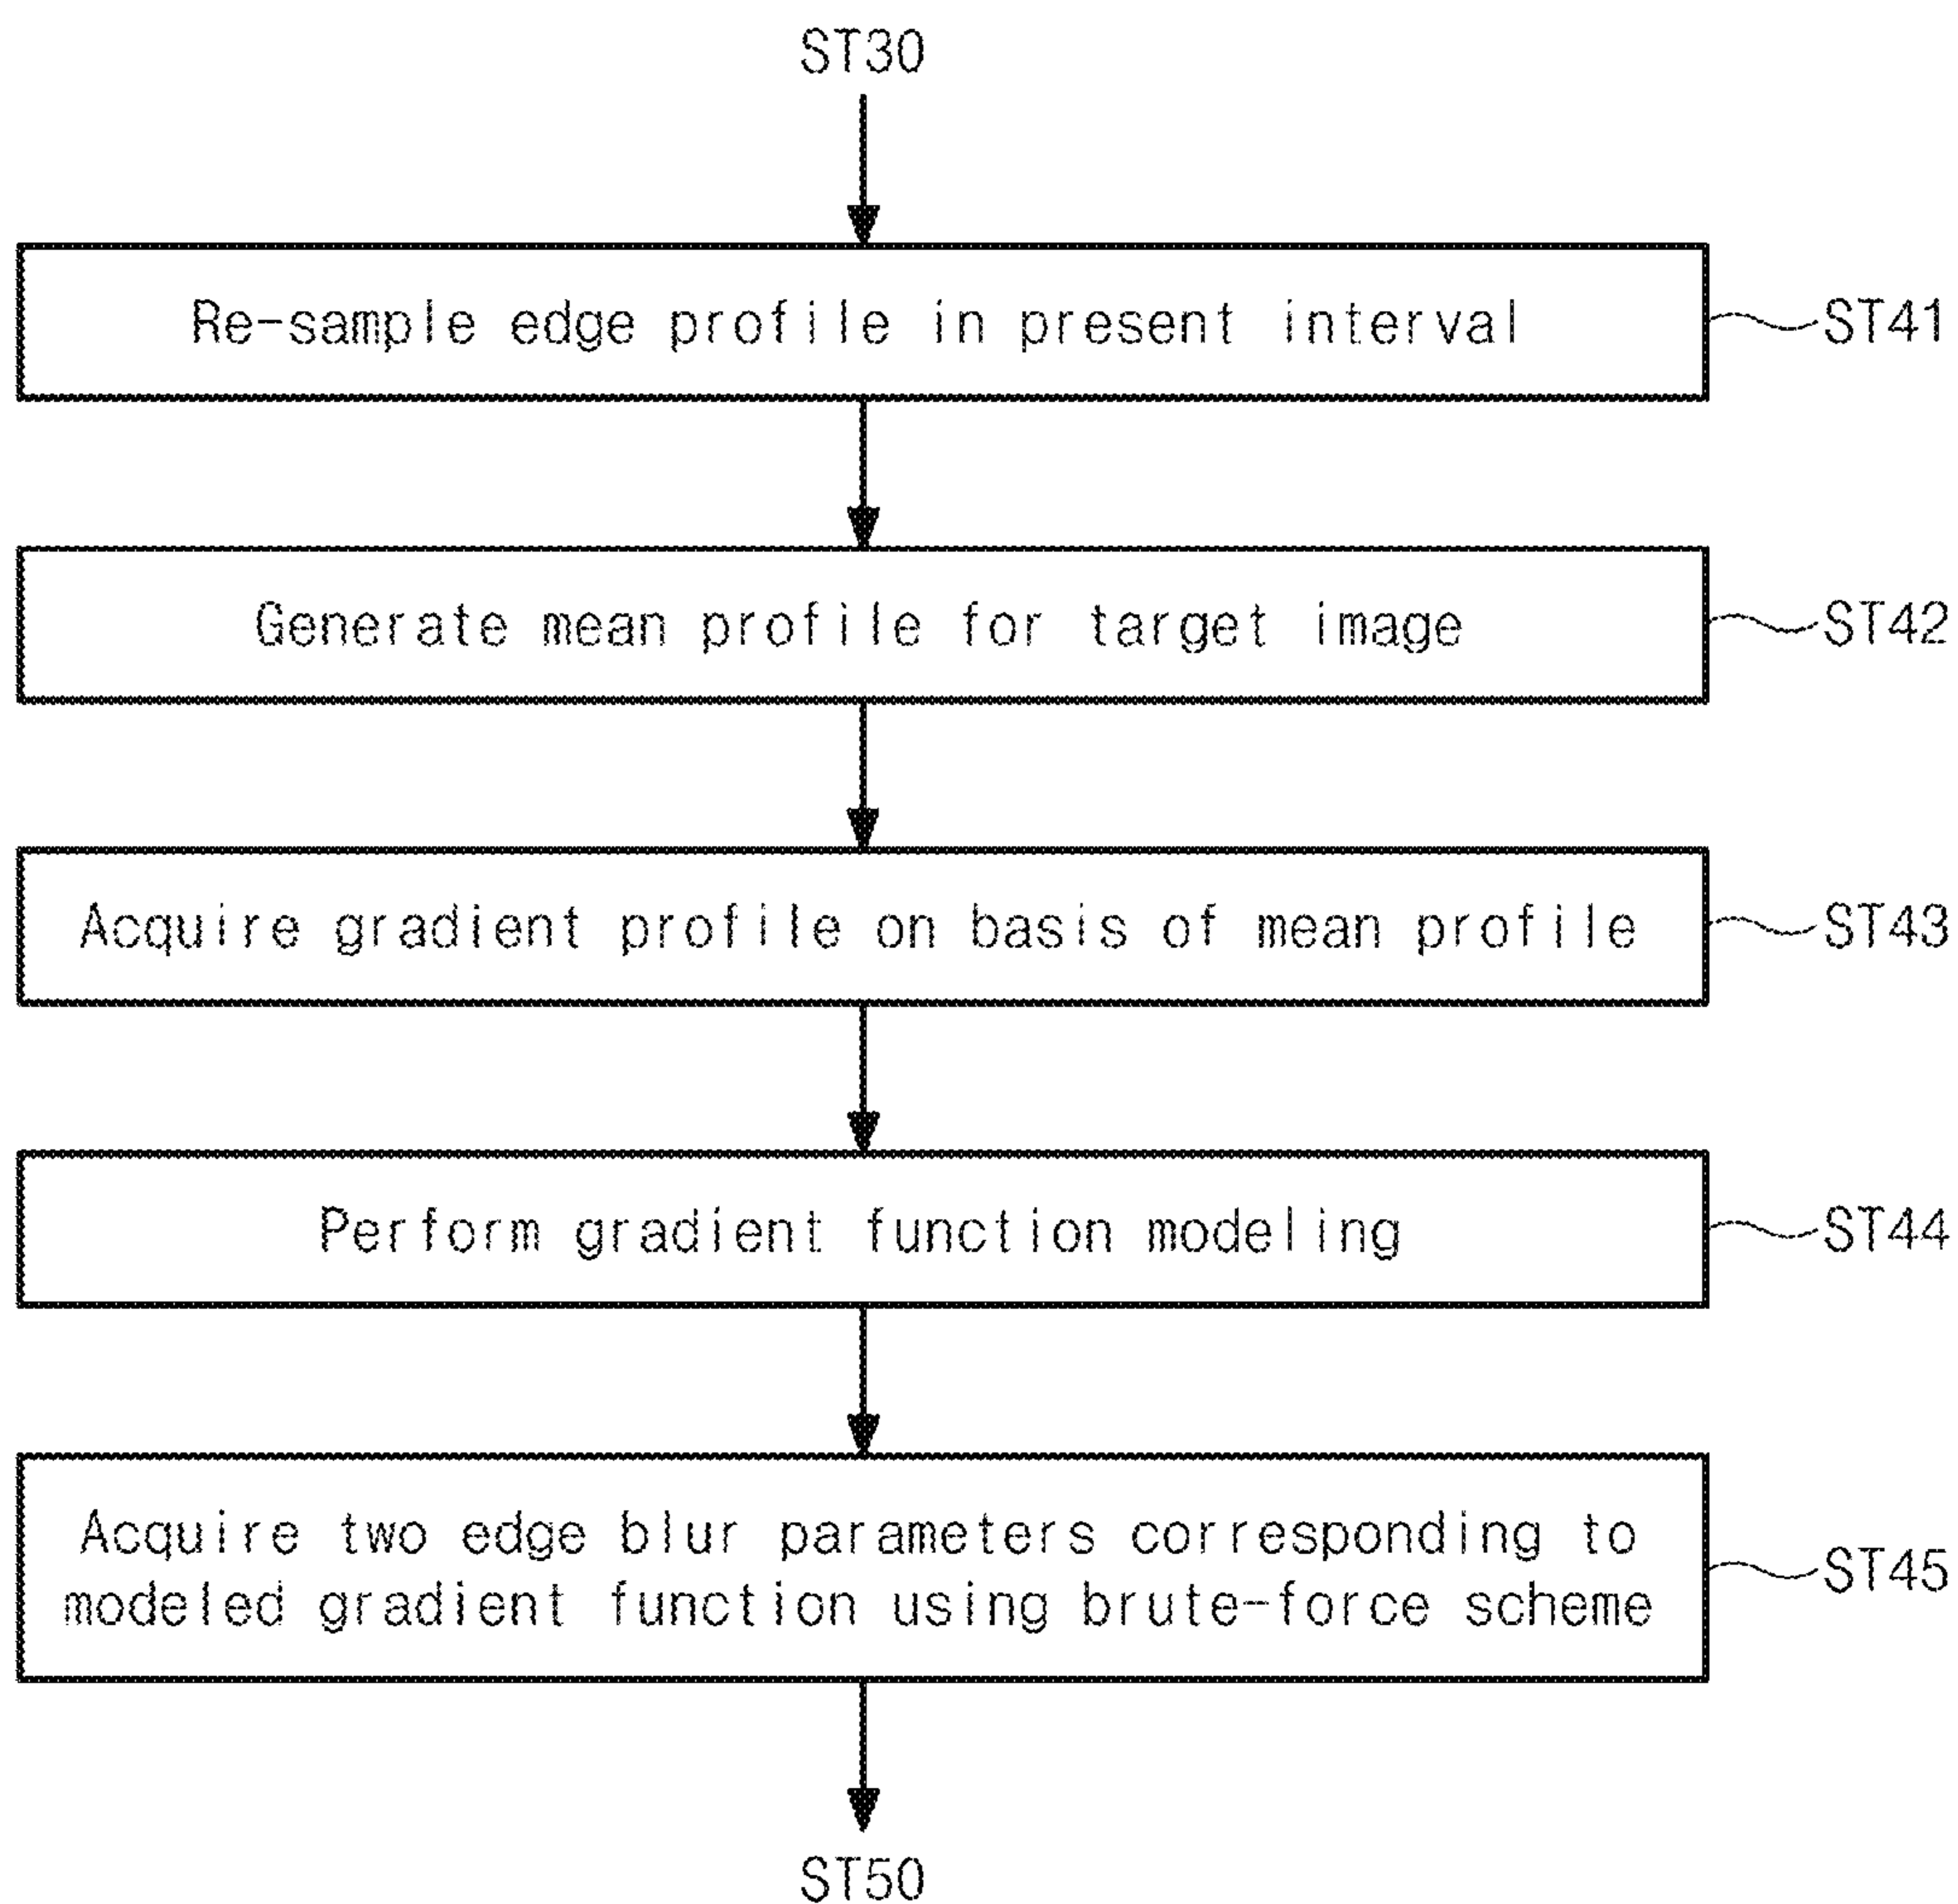 ST30
Re-sample edge profile in present interval
ST41
Generate mean profile for target image
ST42
Acquire gradient profile on basis of mean profile
ST43
Perform gradient function modeling
ST44
Acquire two edge blur parameters corresponding to
modeled gradient function using brute-force scheme
ST45
ST50